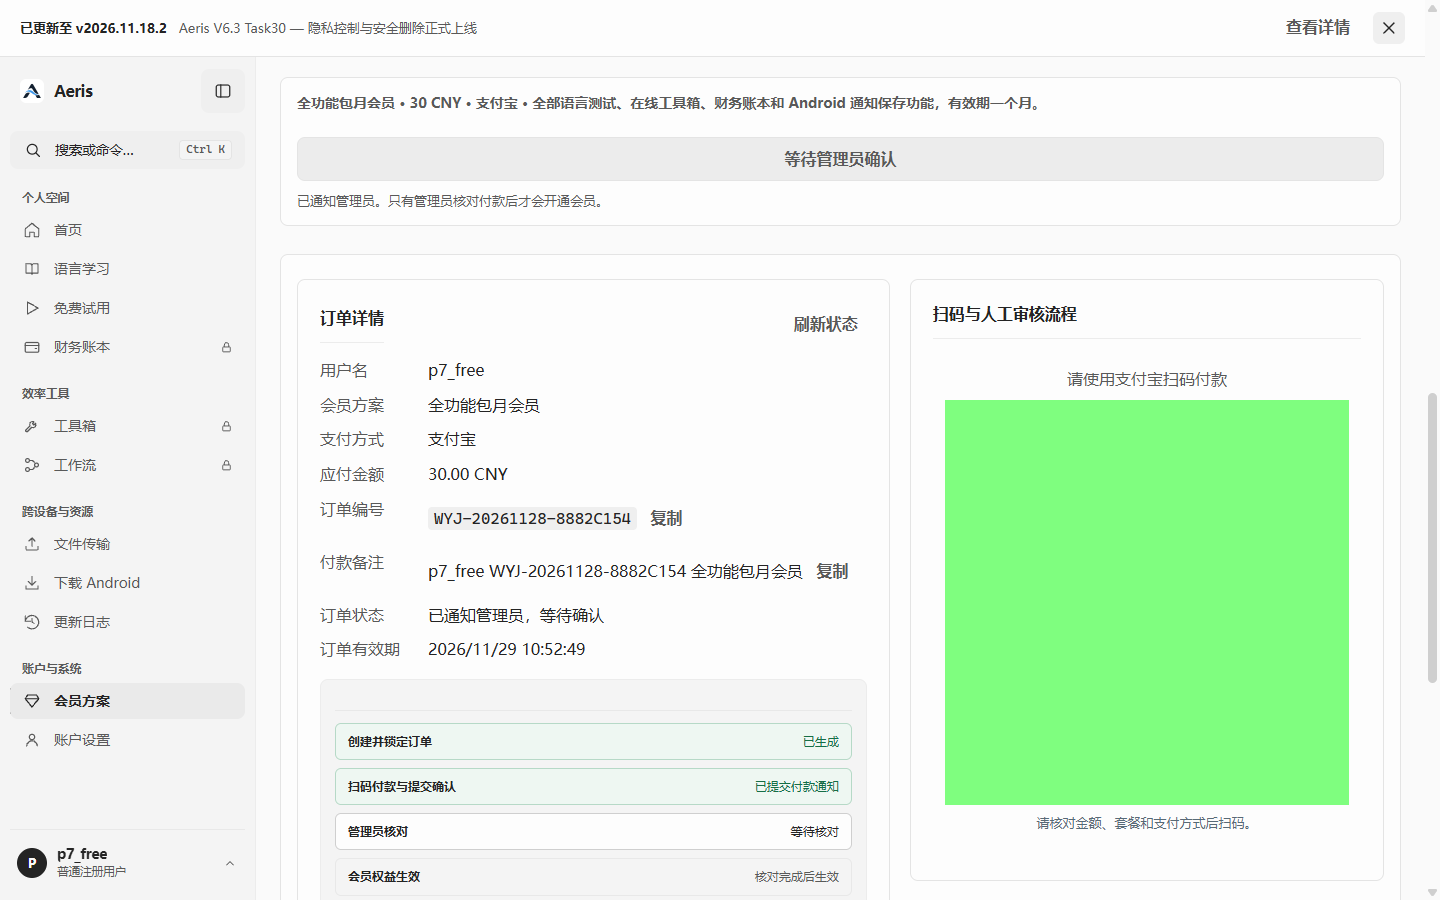 已更新至 v2026.11.18.2 Aeris V6.3 Task30 — 隐私控制与安全删除正式上线
查看详情
Aeris
搜索或命令... Ctrl K
个人空间
首页
语言学习
免费试用
财务账本
效率工具
工具箱
工作流
跨设备与资源
文件传输
下载 Android
更新日志
账户与系统
会员方案
账户设置
P
p7_free
普通注册用户
全功能包月会员 • 30 CNY • 支付宝 • 全部语言测试、在线工具箱、财务账本和 Android 通知保存功能，有效期一个月。
等待管理员确认
已通知管理员。只有管理员核对付款后才会开通会员。
订单详情
刷新状态
用户名 p7_free
会员方案 全功能包月会员
支付方式 支付宝
应付金额 30.00 CNY
订单编号 WYJ-20261128-8882C154 复制
付款备注 p7_free WYJ-20261128-8882C154 全功能包月会员 复制
订单状态 已通知管理员，等待确认
订单有效期 2026/11/29 10:52:49
创建并锁定订单 已生成
扫码付款与提交确认 已提交付款通知
管理员核对 等待核对
会员权益生效 核对完成后生效
扫码与人工审核流程
请使用支付宝扫码付款
请核对金额、套餐和支付方式后扫码。